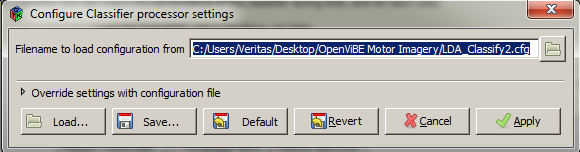 Configure Classifier processor settings
Filename to load configuration from C:/Users/Veritas/Desktop/OpenViBE Motor Imagery/LDA_Classify2.cfg
Override settings with configuration file
Load... Save... Default Revert Cancel Apply